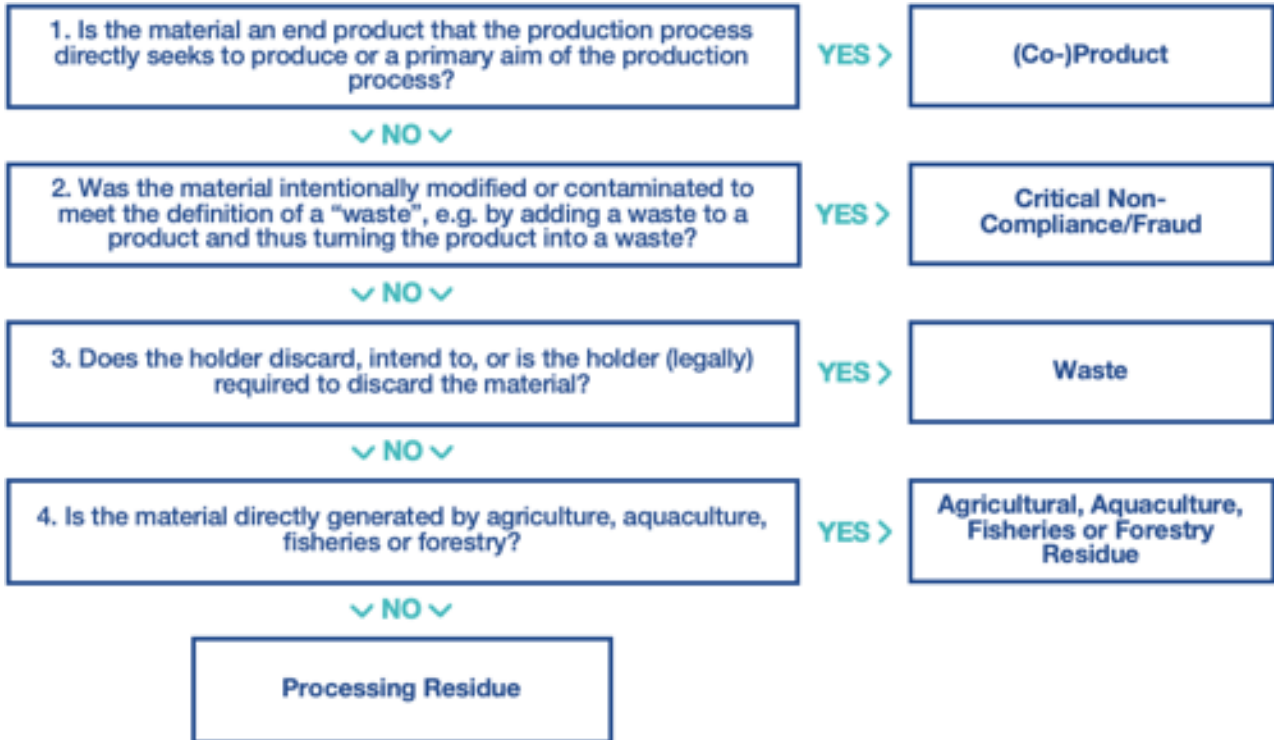 1. Is the material an end product that the production process
directly seeks to produce or a primary aim of the production
process?
YES >
(Co-)Product
NO
2. Was the material intentionally modified or contaminated to
meet the definition of a “waste”, e.g. by adding a waste to a
product and thus turning the product into a waste?
YES >
Critical Non-
Compliance/Fraud
NO
3. Does the holder discard, intend to, or is the holder (legally)
required to discard the material?
YES >
Waste
NO
4. Is the material directly generated by agriculture, aquaculture,
fisheries or forestry?
YES >
Agricultural, Aquaculture,
Fisheries or Forestry
Residue
NO
Processing Residue